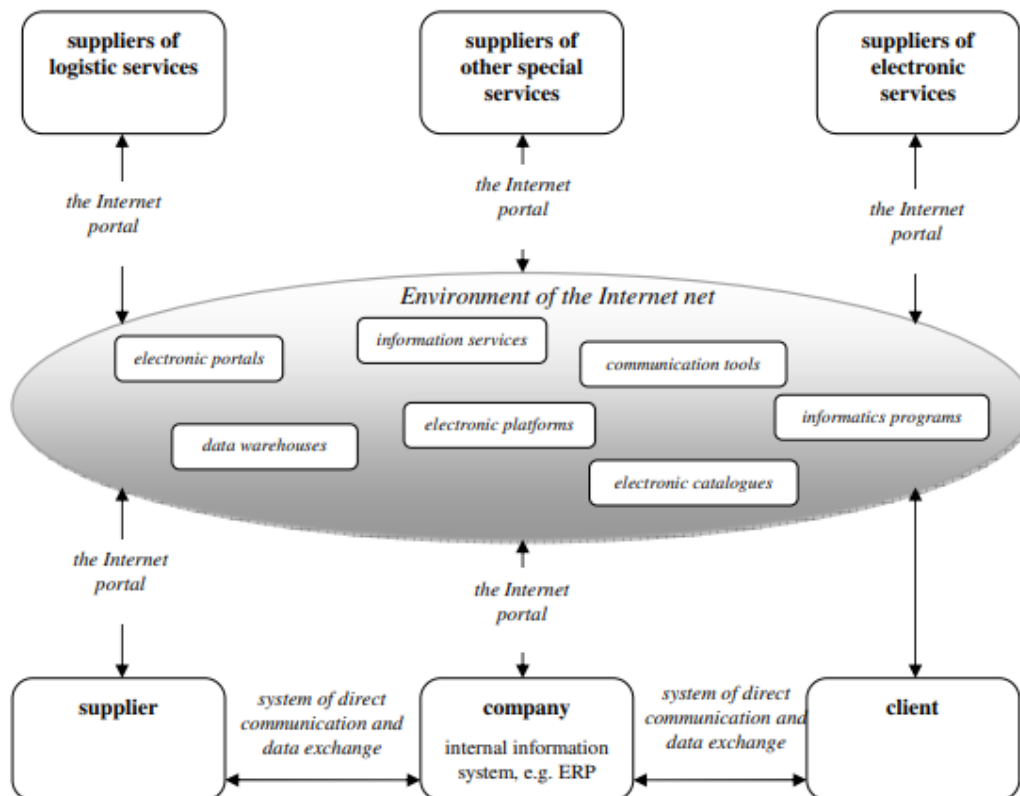 suppliers of
logistic services
suppliers of
other special
services
suppliers of
electronic
services
the Internet
portal
the Internet
portal
the Internet
portal
Environment of the Internet net
electronic portals
information services
communication tools
data warehouses
electronic platforms
informatics programs
electronic catalogues
the Internet
portal
the Internet
portal
supplier
system of direct
communication and
data exchange
company
internal information
system, e.g. ERP
system of direct
communication and
data exchange
client